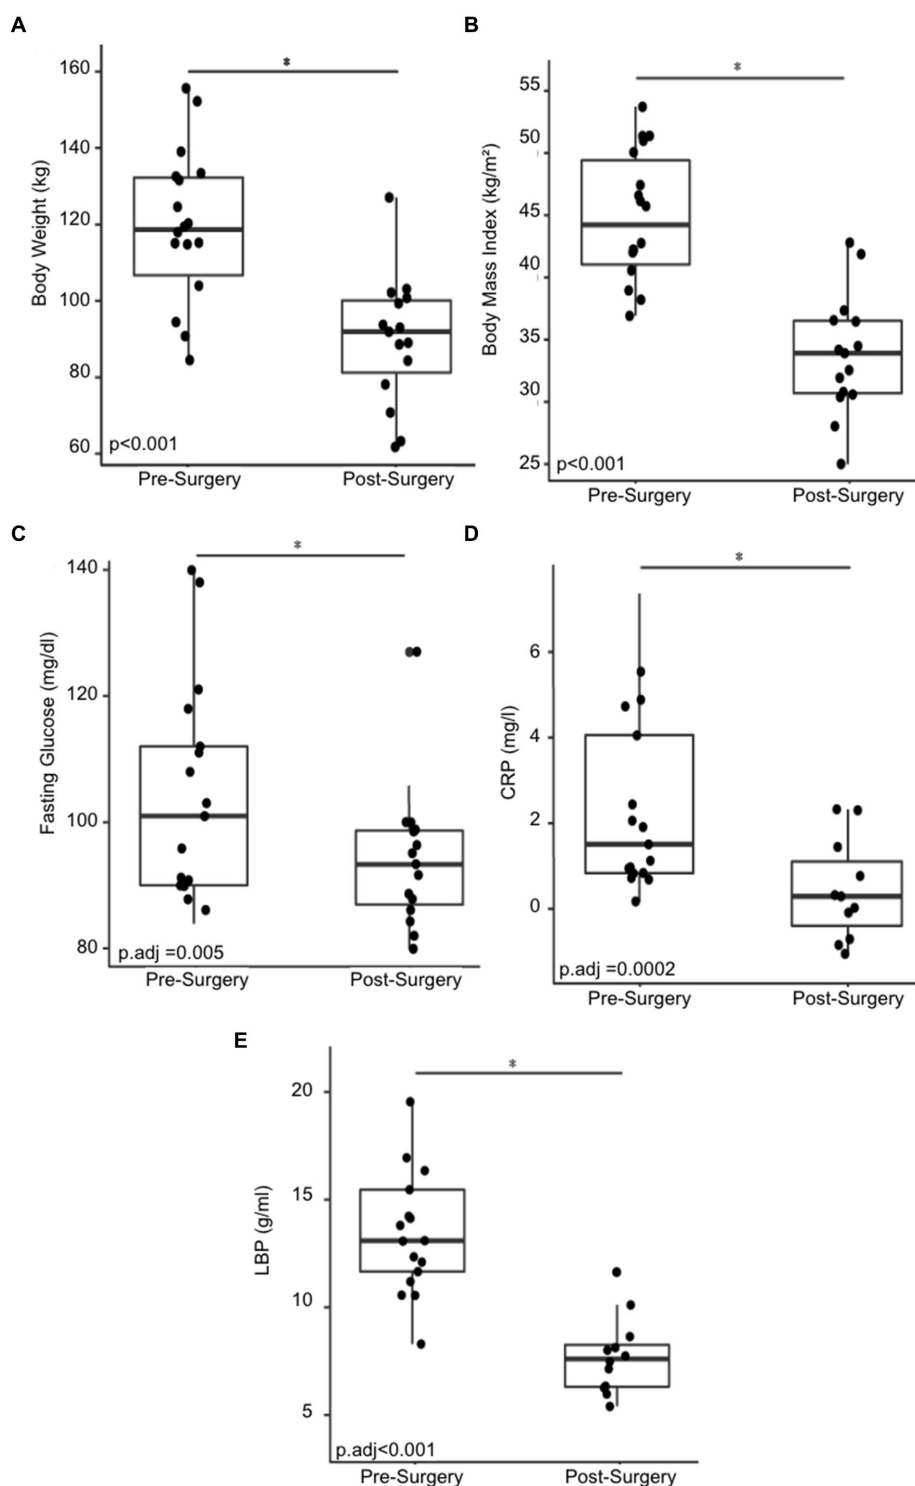 A
Body Weight (kg)
160
140
120
100
80
60
*
p<0.001
Pre-Surgery Post-Surgery
B
Body Mass Index (kg/m²)
55
50
45
40
35
30
25
*
p<0.001
Pre-Surgery Post-Surgery
C
Fasting Glucose (mg/dl)
140
120
100
80
*
p.adj =0.005
Pre-Surgery Post-Surgery
D
CRP (mg/l)
6
4
2
0
*
p.adj =0.0002
Pre-Surgery Post-Surgery
E
LBP (g/ml)
20
15
10
5
*
p.adj<0.001
Pre-Surgery Post-Surgery